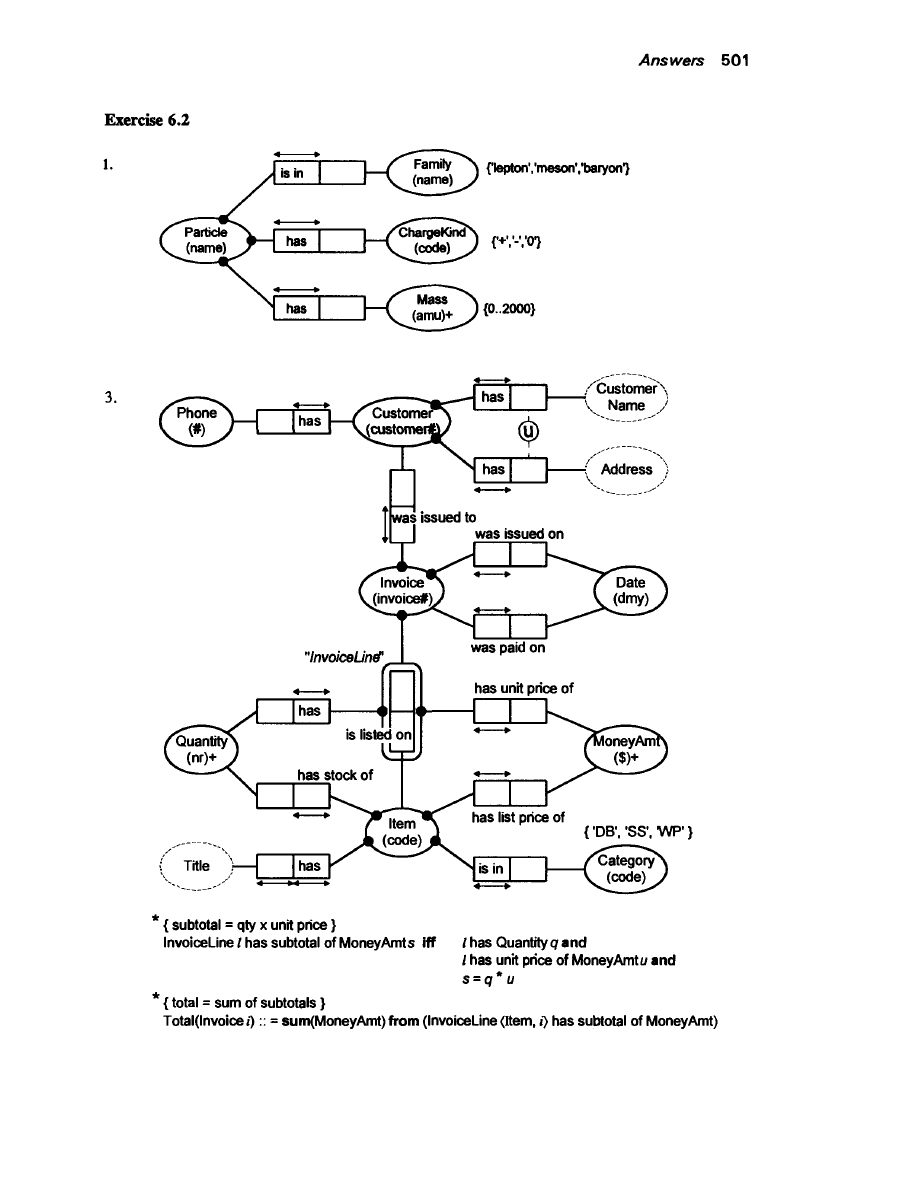 Answers 501
Exercise 6.2
1.
is in
Family
(name)
{'lepton','meson','baryon'}
Particle
(name)
has
ChargeKind
(code)
{'+','-','0'}
has
Mass
(amu)+
{0..2000}
3.
Phone
(#)
has
Customer
(customer#)
has
Customer
Name
u
has
Address
was issued to
was issued on
Invoice
(invoice#)
Date
(dmy)
was paid on
"InvoiceLine"
has unit price of
has
is listed on
Quantity
(nr)+
MoneyAmt
($)+
has stock of
has list price of
Item
(code)
{ 'DB', 'SS', 'WP' }
Title
has
is in
Category
(code)
* { subtotal = qty x unit price }
InvoiceLine l has subtotal of MoneyAmt s iff l has Quantity q and
l has unit price of MoneyAmt u and
s = q * u
* { total = sum of subtotals }
Total(Invoice i) :: = sum(MoneyAmt) from (InvoiceLine ⟨Item, i⟩ has subtotal of MoneyAmt)